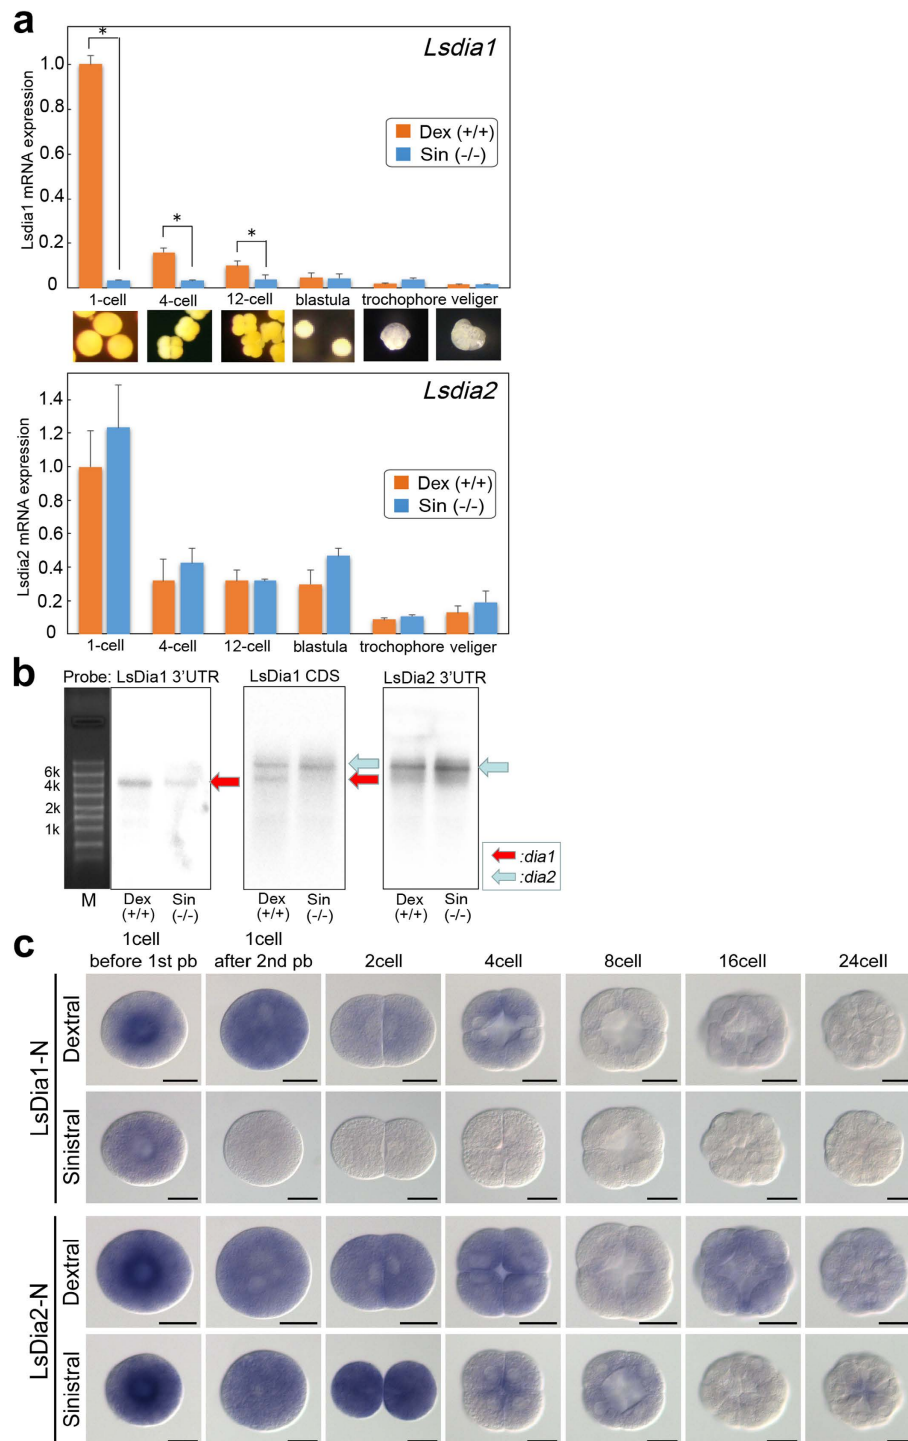 a
Lsdia1
Lsdia1 mRNA expression
1.0
0.8
0.6
0.4
0.2
0
*
*
*
Dex (+/+)
Sin (-/-)
1-cell 4-cell 12-cell blastula trochophore veliger
Lsdia2
Lsdia2 mRNA expression
1.4
1.0
0.6
0.4
0.2
0
Dex (+/+)
Sin (-/-)
1-cell 4-cell 12-cell blastula trochophore veliger
b
Probe: LsDia1 3'UTR LsDia1 CDS LsDia2 3'UTR
6k
4k
2k
1k
:dia1
:dia2
M Dex Sin Dex Sin Dex Sin
(+/+) (-/-) (+/+) (-/-) (+/+) (-/-)
c
1cell 1cell
before 1st pb after 2nd pb 2cell 4cell 8cell 16cell 24cell
LsDia1-N
Dextral
Sinistral
LsDia2-N
Dextral
Sinistral